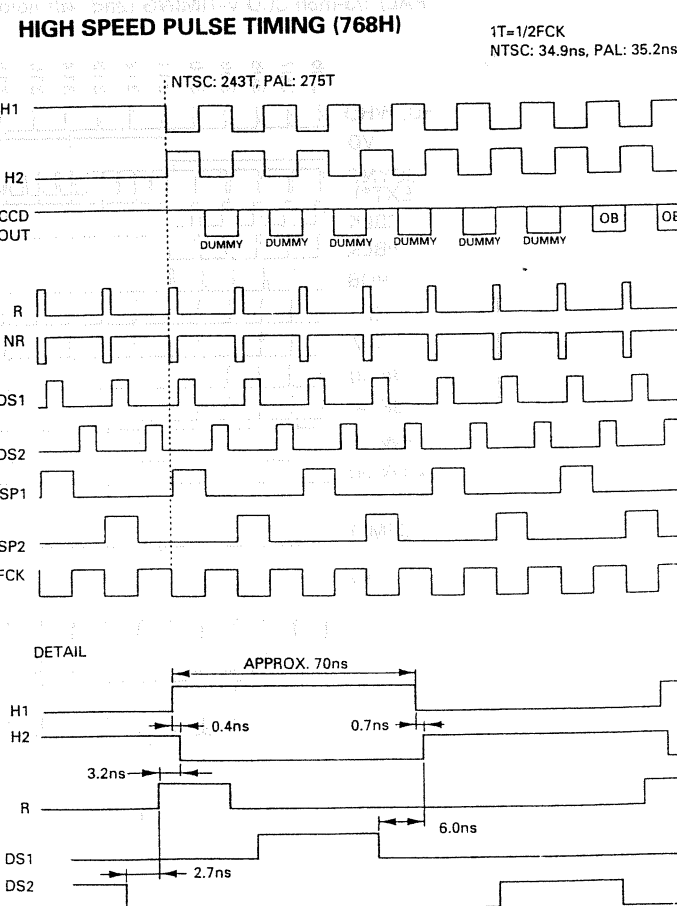 HIGH SPEED PULSE TIMING (768H)
1T=1/2FCK
NTSC: 34.9ns, PAL: 35.2ns
NTSC: 243T, PAL: 275T
H1
H2
CCD
OUT
DUMMY DUMMY DUMMY DUMMY DUMMY DUMMY OB OB
R
NR
DS1
DS2
SP1
SP2
FCK
DETAIL
APPROX. 70ns
H1
0.4ns 0.7ns
H2
3.2ns
R
6.0ns
DS1
2.7ns
DS2